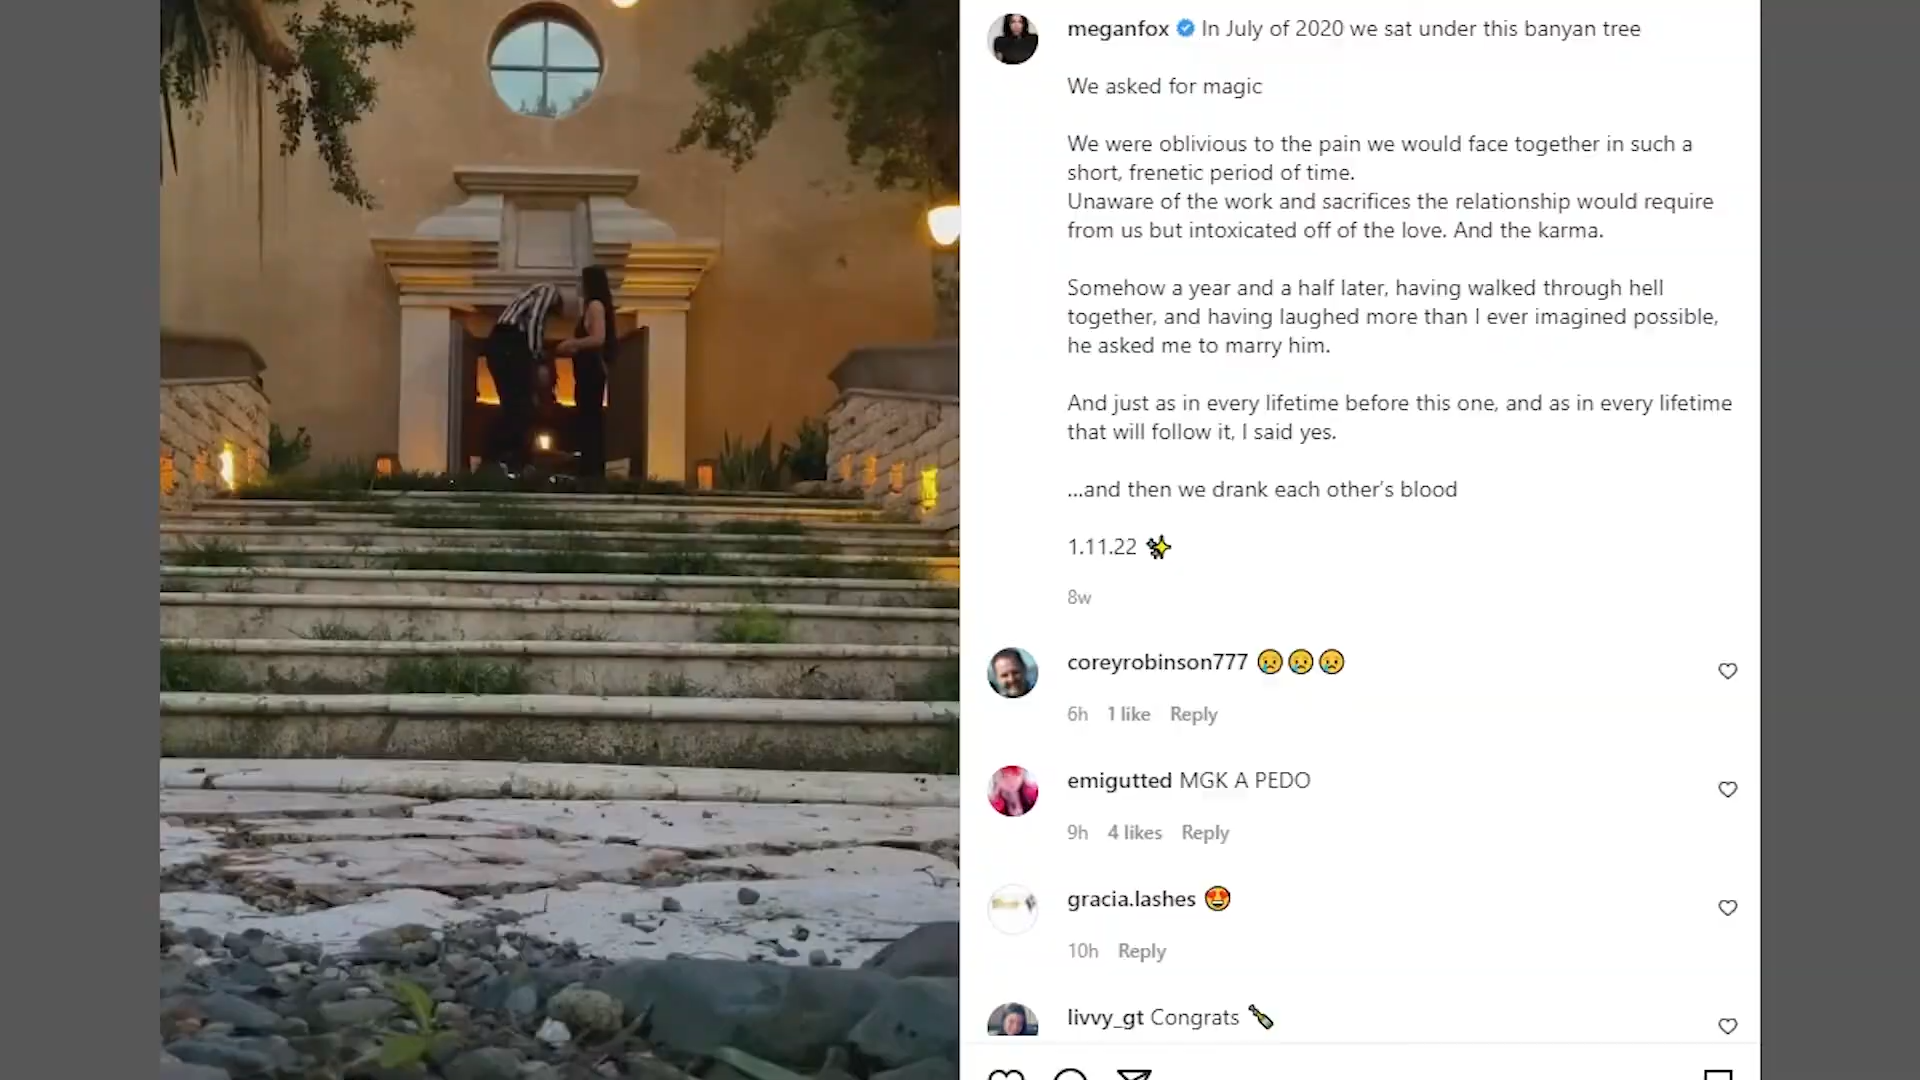 meganfox In July of 2020 we sat under this banyan tree
We asked for magic
We were oblivious to the pain we would face together in such a
short, frenetic period of time.
Unaware of the work and sacrifices the relationship would require
from us but intoxicated off of the love. And the karma.
Somehow a year and a half later, having walked through hell
together, and having laughed more than I ever imagined possible,
he asked me to marry him.
And just as in every lifetime before this one, and as in every lifetime
that will follow it, I said yes.
...and then we drank each other's blood
1.11.22 ✨
8w
coreyrobinson777 😢😢😢
6h 1 like Reply
emigutted MGK A PEDO
9h 4 likes Reply
gracia.lashes 🤩
10h Reply
livvy_gt Congrats 🍾